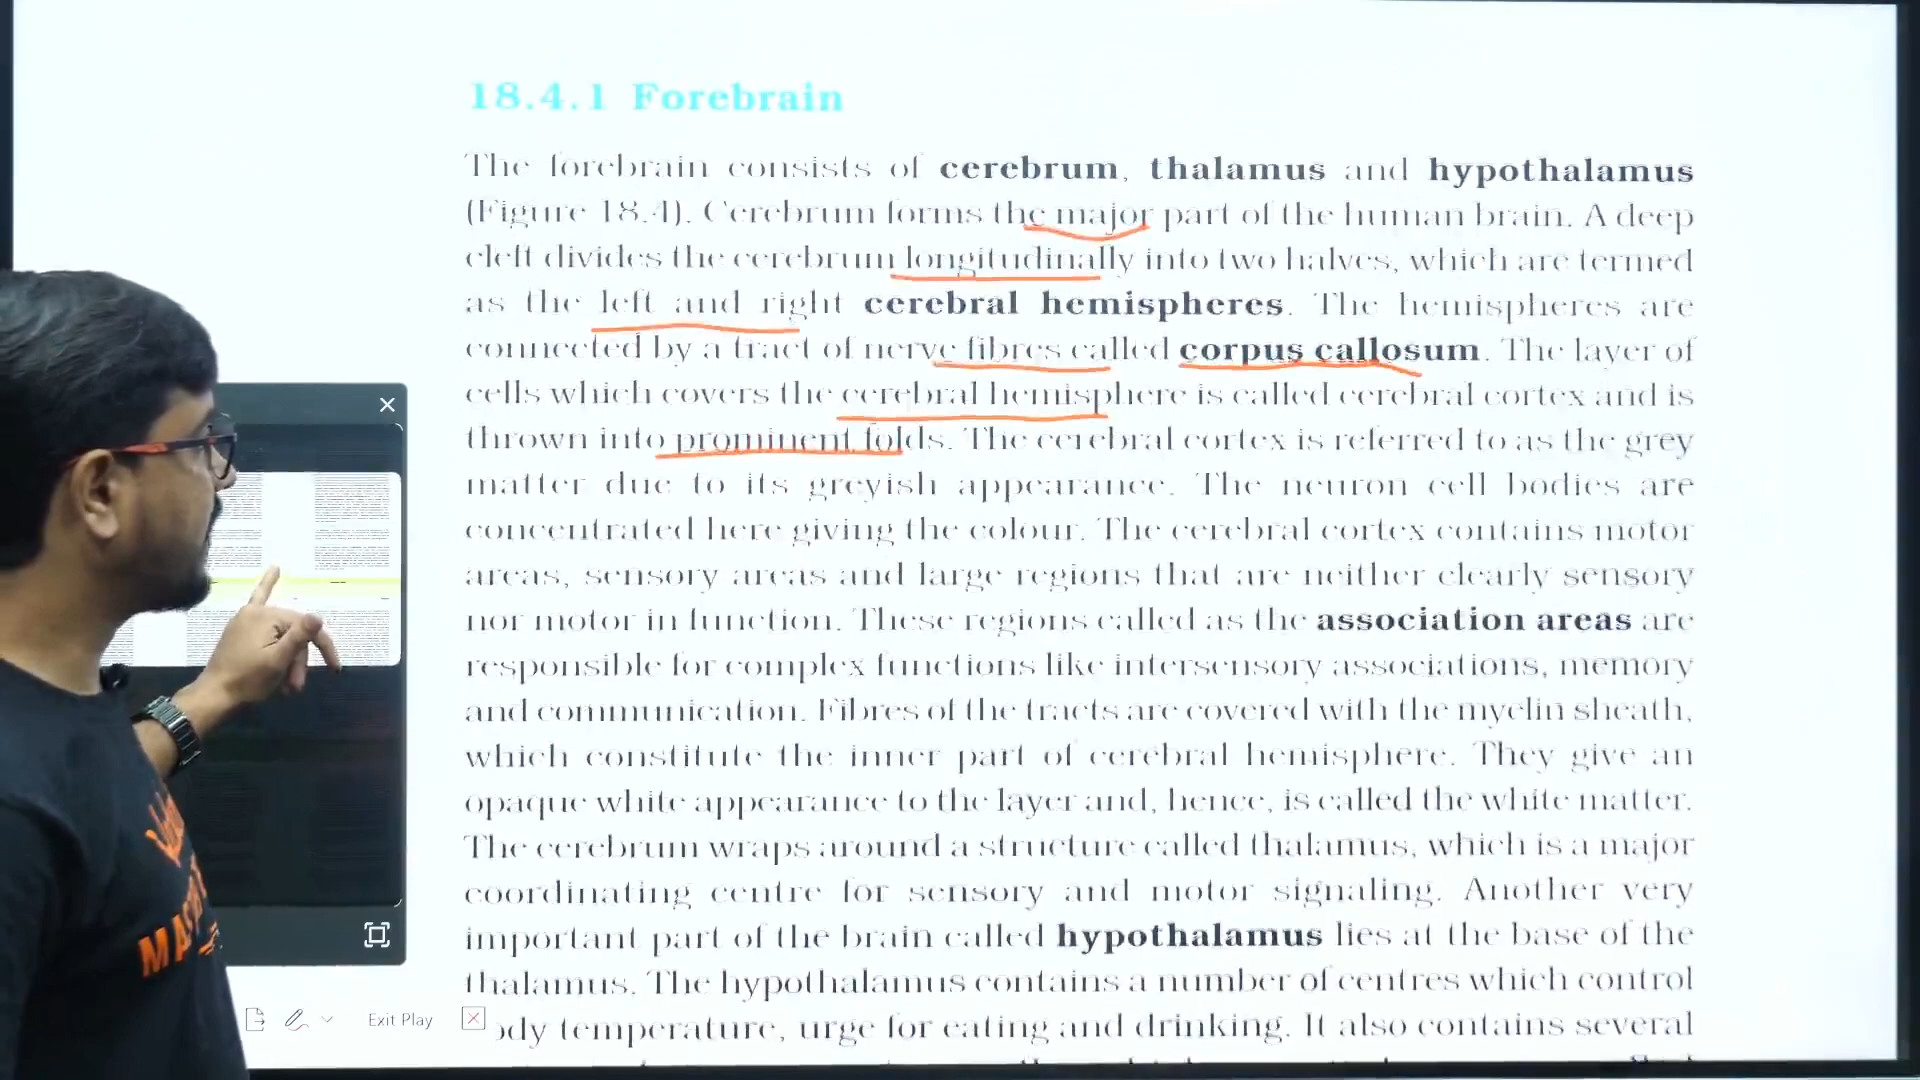 18.4.1 Forebrain
The forebrain consists of cerebrum, thalamus and hypothalamus
(Figure 18.4). Cerebrum forms the major part of the human brain. A deep
cleft divides the cerebrum longitudinally into two halves, which are termed
as the left and right cerebral hemispheres. The hemispheres are
connected by a tract of nerve fibres called corpus callosum. The layer of
cells which covers the cerebral hemisphere is called cerebral cortex and is
thrown into prominent folds. The cerebral cortex is referred to as the grey
matter due to its greyish appearance. The neuron cell bodies are
concentrated here giving the colour. The cerebral cortex contains motor
areas, sensory areas and large regions that are neither clearly sensory
nor motor in function. These regions called as the association areas are
responsible for complex functions like intersensory associations, memory
and communication. Fibres of the tracts are covered with the myelin sheath,
which constitute the inner part of cerebral hemisphere. They give an
opaque white appearance to the layer and, hence, is called the white matter.
The cerebrum wraps around a structure called thalamus, which is a major
coordinating centre for sensory and motor signaling. Another very
important part of the brain called hypothalamus lies at the base of the
thalamus. The hypothalamus contains a number of centres which control
ody temperature, urge for eating and drinking. It also contains several
Exit Play